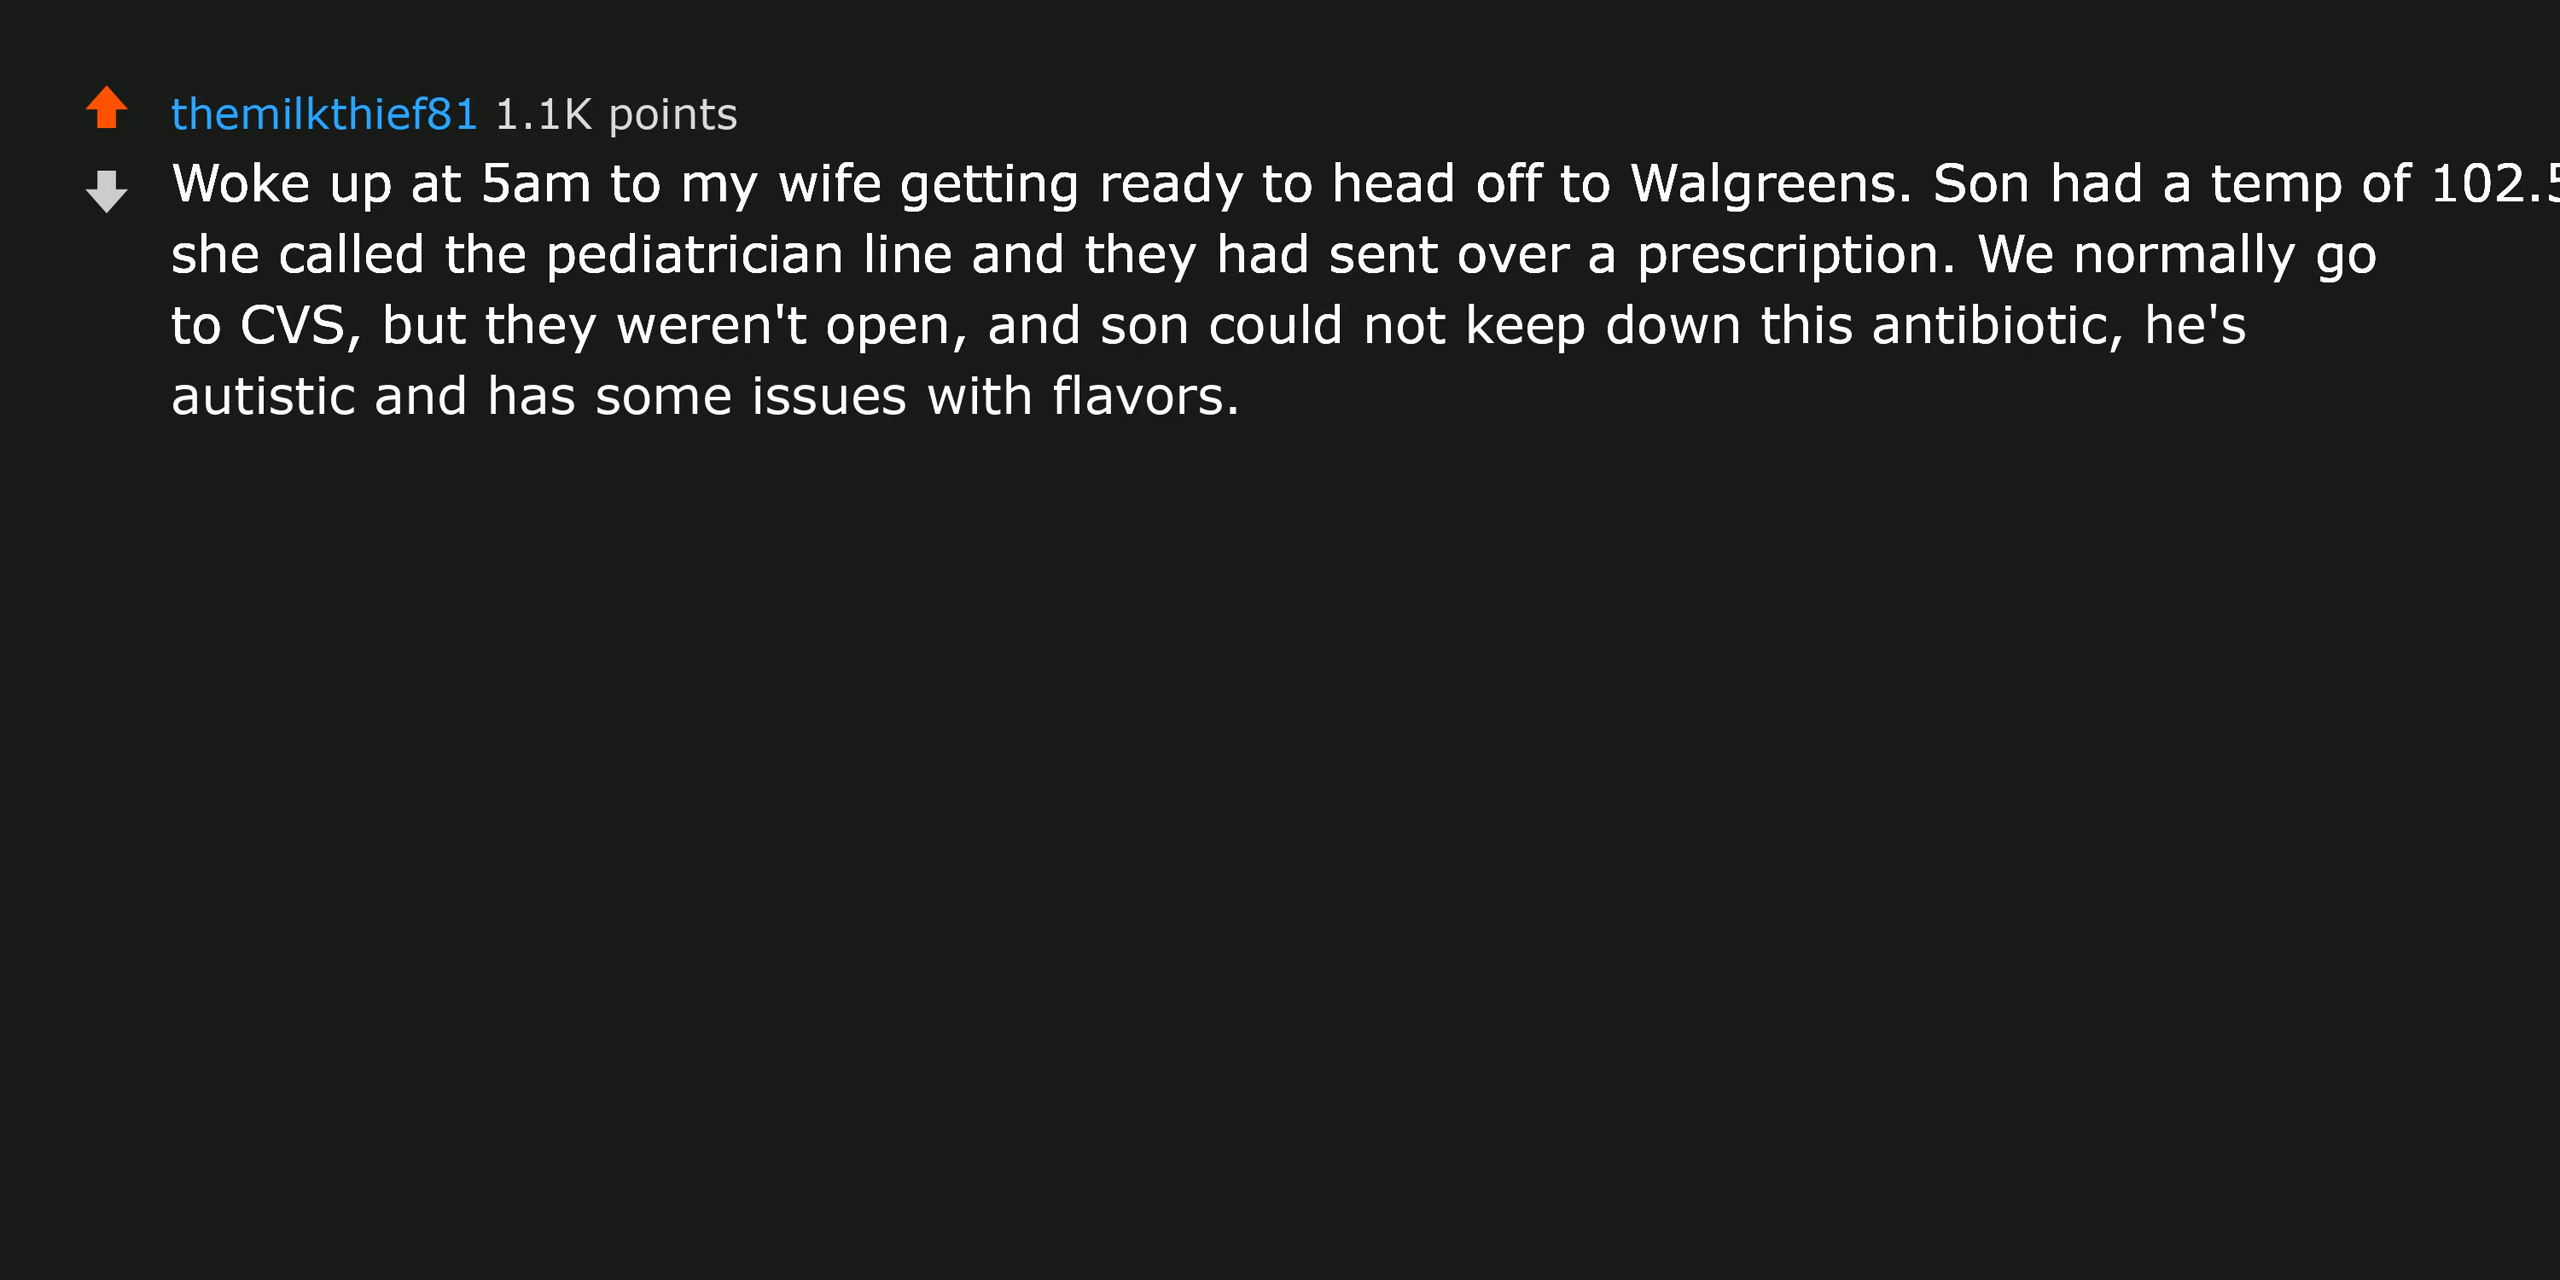 themilkthief81 1.1K points
Woke up at 5am to my wife getting ready to head off to Walgreens. Son had a temp of 102.5
she called the pediatrician line and they had sent over a prescription. We normally go
to CVS, but they weren't open, and son could not keep down this antibiotic, he's
autistic and has some issues with flavors.